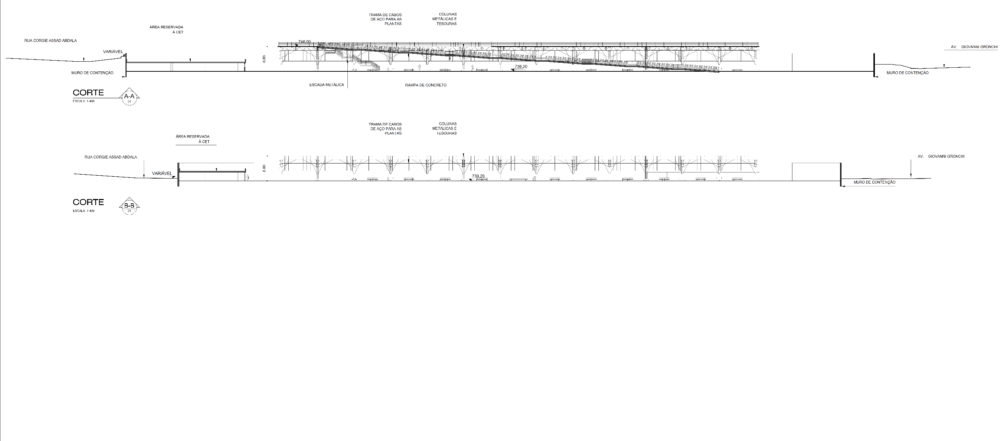 TRAMA DE CABOS
DE AÇO PARA AS
PLANTAS
COLUNAS
METÁLICAS E
TESOURAS
ÁREA RESERVADA
À CET
RUA CORGIE ASSAD ABDALA
VARIÁVEL
746,00
6.80
AV. GIOVANNI GRONCHI
739,20
MURO DE CONTENÇÃO
MURO DE CONTENÇÃO
ESCADA METÁLICA
RAMPA DE CONCRETO
CORTE
A-A
ESCALA 1:400
01
TRAMA DE CABOS
DE AÇO PARA AS
PLANTAS
COLUNAS
METÁLICAS E
TESOURAS
ÁREA RESERVADA
À CET
RUA CORGIE ASSAD ABDALA
VARIÁVEL
6.80
AV. GIOVANNI GRONCHI
739,20
MURO DE CONTENÇÃO
CORTE
B-B
ESCALA 1:400
01